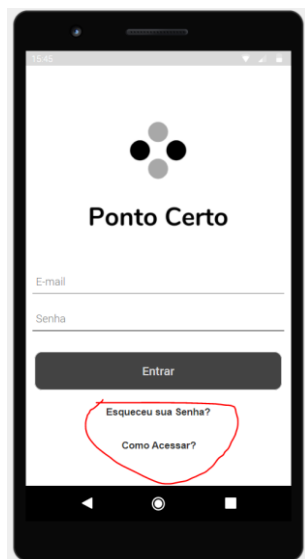 15:45
Ponto Certo
E-mail
Senha
Entrar
Esqueceu sua Senha?
Como Acessar?